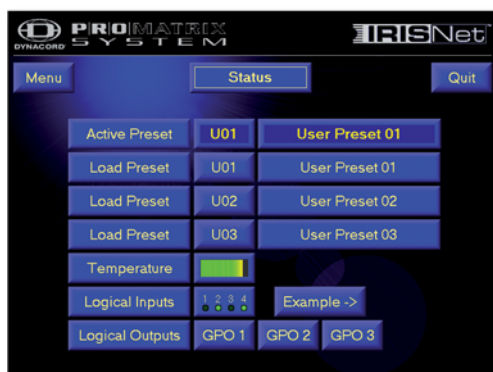 DYNACORD PROMATRIX SYSTEM IRISNet
Menu Status Quit
Active Preset U01 User Preset 01
Load Preset U01 User Preset 01
Load Preset U02 User Preset 02
Load Preset U03 User Preset 03
Temperature
Logical Inputs 1 2 3 4 Example ->
Logical Outputs GPO 1 GPO 2 GPO 3